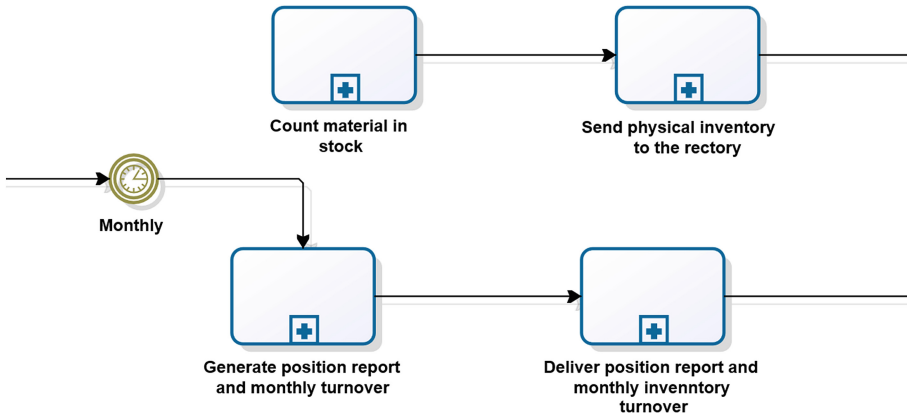 Count material in
stock
Send physical inventory
to the rectory
Monthly
Generate position report
and monthly turnover
Deliver position report and
monthly invenntory
turnover